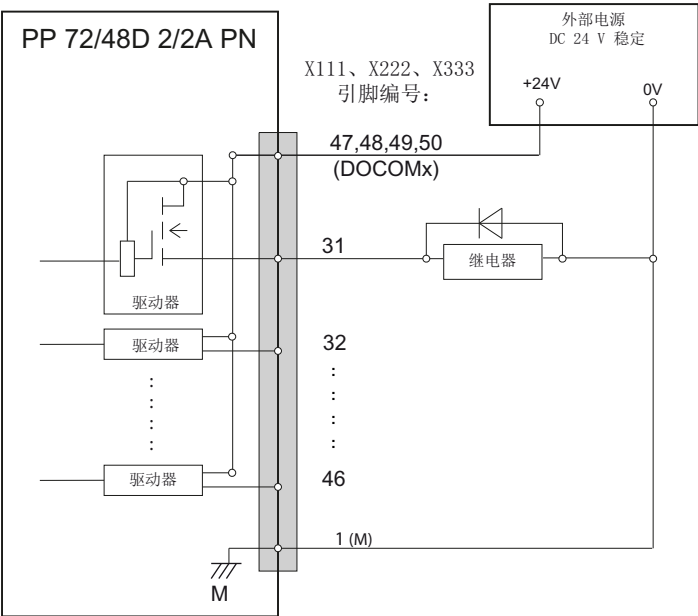 PP 72/48D 2/2A PN
外部电源
DC 24 V 稳定
+24V
0V
X111、X222、X333
引脚编号：
47,48,49,50
(DOCOMx)
31
继电器
驱动器
驱动器
32
:
:
:
:
:
:
:
:
驱动器
46
1 (M)
M